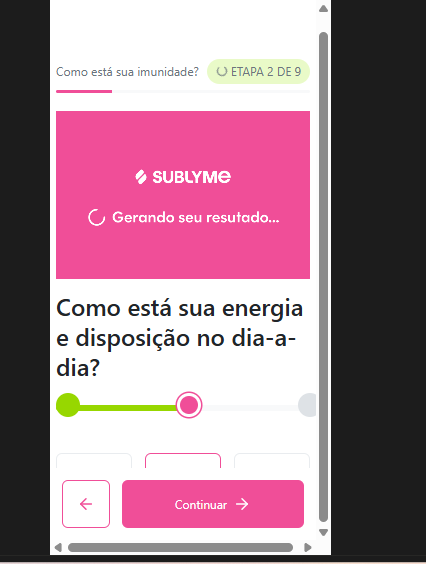 Como está sua imunidade?
ETAPA 2 DE 9
SUBLYME
Gerando seu resutado...
Como está sua energia
e disposição no dia-a-
dia?
Continuar